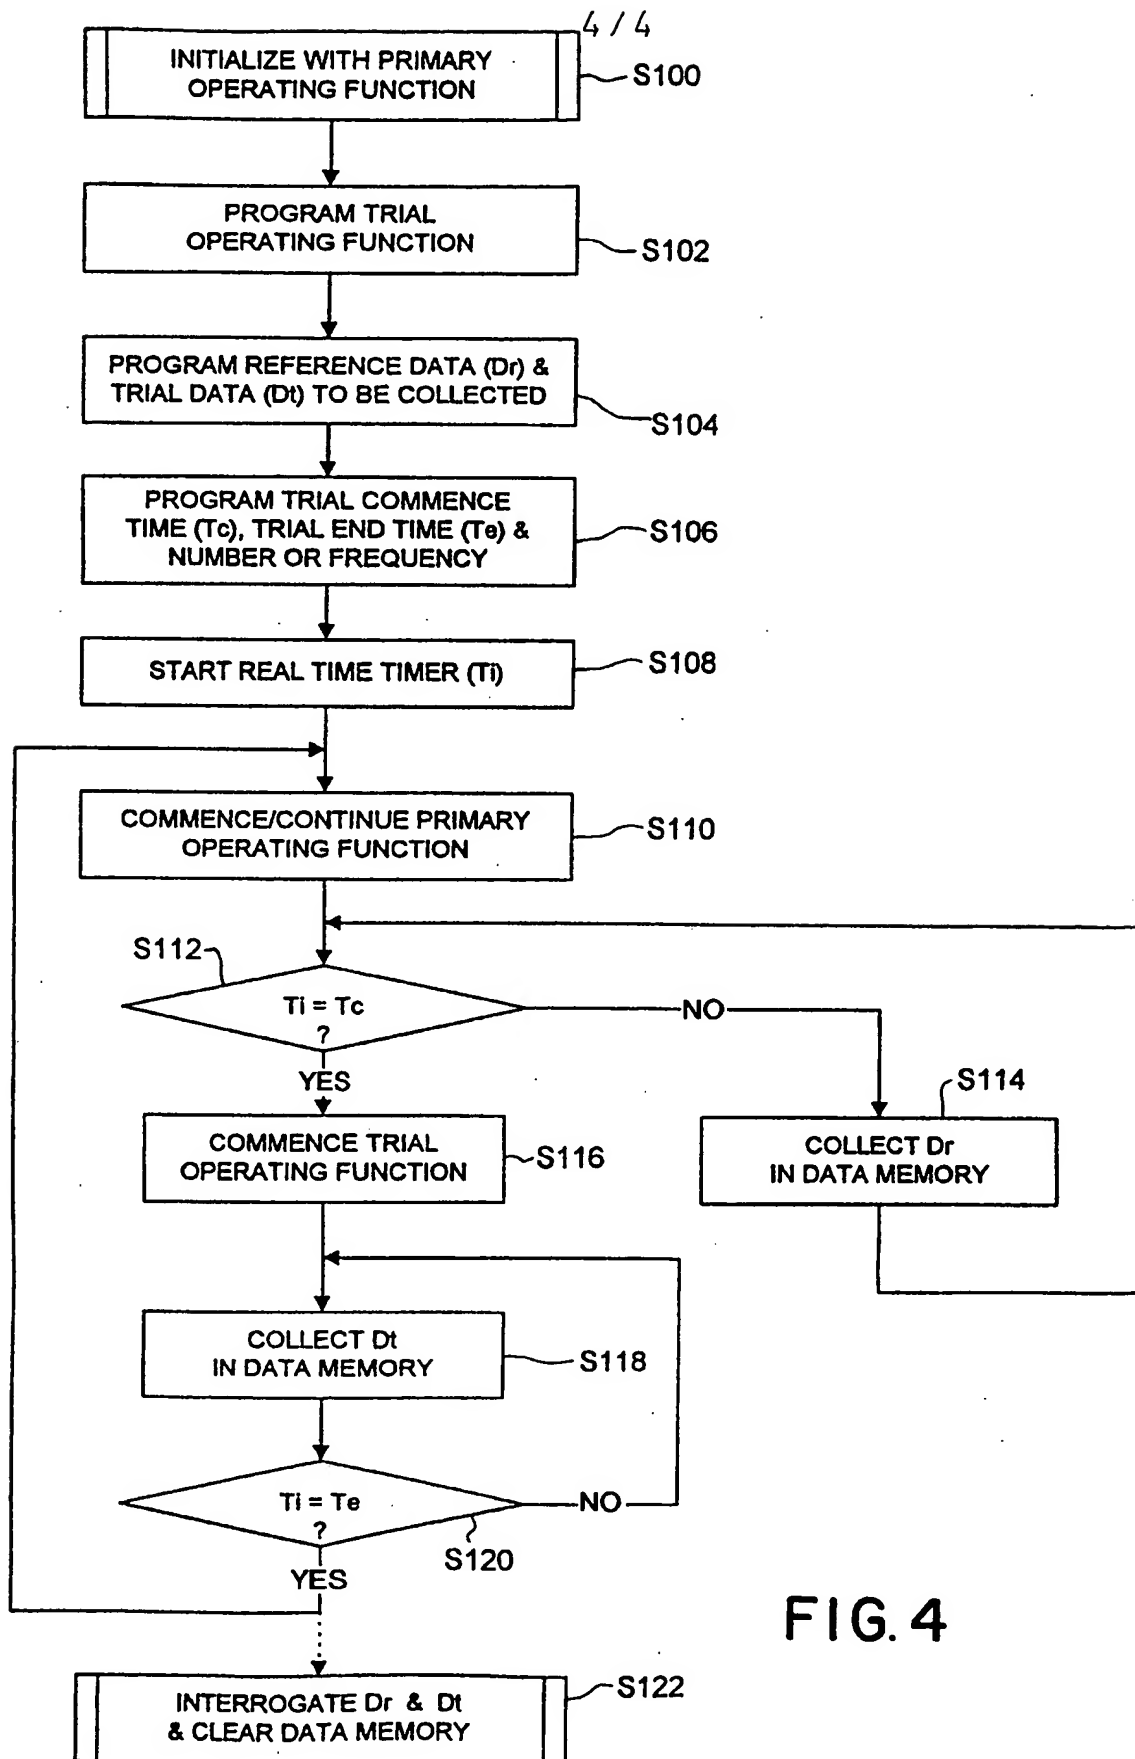 4 / 4
INITIALIZE WITH PRIMARY
OPERATING FUNCTION
S100
PROGRAM TRIAL
OPERATING FUNCTION
S102
PROGRAM REFERENCE DATA (Dr) &
TRIAL DATA (Dt) TO BE COLLECTED
S104
PROGRAM TRIAL COMMENCE
TIME (Tc), TRIAL END TIME (Te) &
NUMBER OR FREQUENCY
S106
START REAL TIME TIMER (Ti)
S108
COMMENCE/CONTINUE PRIMARY
OPERATING FUNCTION
S110
S112
Ti = Tc
?
NO
YES
S114
COLLECT Dr
IN DATA MEMORY
COMMENCE TRIAL
OPERATING FUNCTION
S116
COLLECT Dt
IN DATA MEMORY
S118
Ti = Te
?
NO
S120
YES
FIG. 4
INTERROGATE Dr & Dt
& CLEAR DATA MEMORY
S122